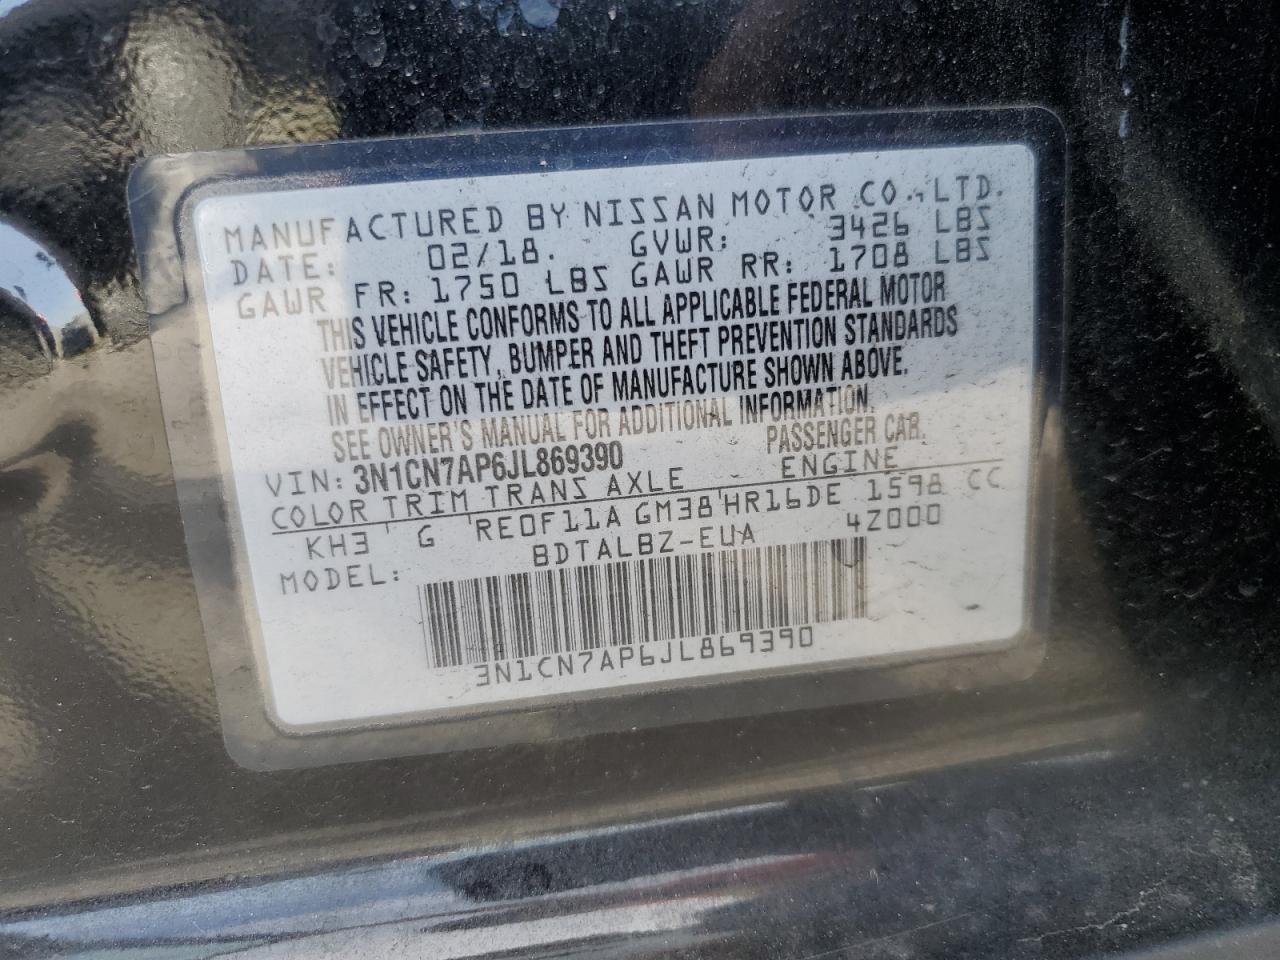 MANUFACTURED BY NISSAN MOTOR CO., LTD.
DATE: 02/18. GVWR: 3426 LBS
GAWR FR: 1750 LBS GAWR RR: 1708 LBS
THIS VEHICLE CONFORMS TO ALL APPLICABLE FEDERAL MOTOR
VEHICLE SAFETY, BUMPER AND THEFT PREVENTION STANDARDS
IN EFFECT ON THE DATE OF MANUFACTURE SHOWN ABOVE.
SEE OWNER'S MANUAL FOR ADDITIONAL INFORMATION.
VIN: 3N1CN7AP6JL869390 PASSENGER CAR.
COLOR TRIM TRANS AXLE ENGINE
KH3 ' G 'RE0F11A GM38'HR16DE 1598 CC
MODEL: BDTALBZ-EUA 4Z000
3N1CN7AP6JL869390